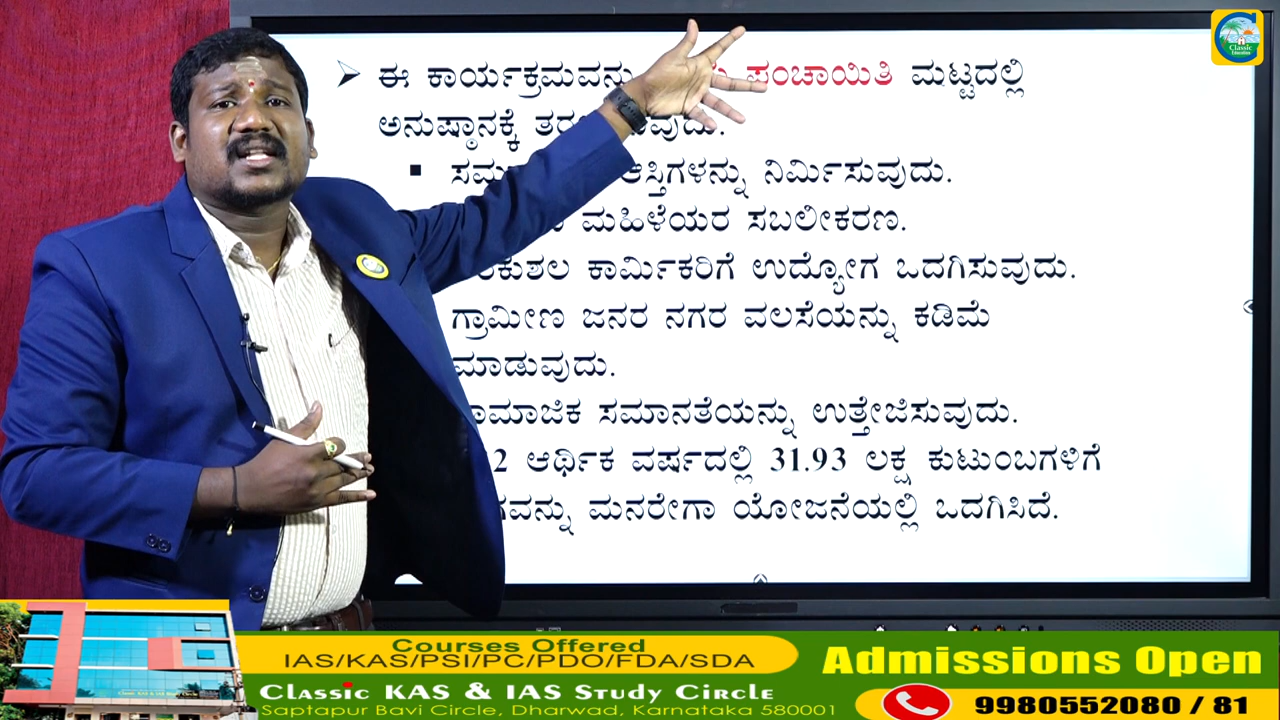 ಈ ಕಾರ್ಯಕ್ರಮವನ್ನು ಪಂಚಾಯಿತಿ ಮಟ್ಟದಲ್ಲಿ
ಅನುಷ್ಠಾನಕ್ಕೆ
ಆಸ್ತಿಗಳನ್ನು ನಿರ್ಮಿಸುವುದು.
ಮಹಿಳೆಯರ ಸಬಲೀಕರಣ.
ಕಾರ್ಮಿಕರಿಗೆ ಉದ್ಯೋಗ ಒದಗಿಸುವುದು.
ಗ್ರಾಮೀಣ ಜನರ ನಗರ ವಲಸೆಯನ್ನು ಕಡಿಮೆ
ಮಾಡುವುದು.
ಸಮಾನತೆಯನ್ನು ಉತ್ತೇಜಿಸುವುದು.
ಆರ್ಥಿಕ ವರ್ಷದಲ್ಲಿ 31.93 ಲಕ್ಷ ಕುಟುಂಬಗಳಿಗೆ
ಮನರೇಗಾ ಯೋಜನೆಯಲ್ಲಿ ಒದಗಿಸಿದೆ.
Classic
Education
Courses Offered
IAS/KAS/PSI/PC/PDO/FDA/SDA
Classic KAS & IAS Study Circle
Saptapur Bavi Circle, Dharwad, Karnataka 580001
Admissions Open
9980552080 / 81